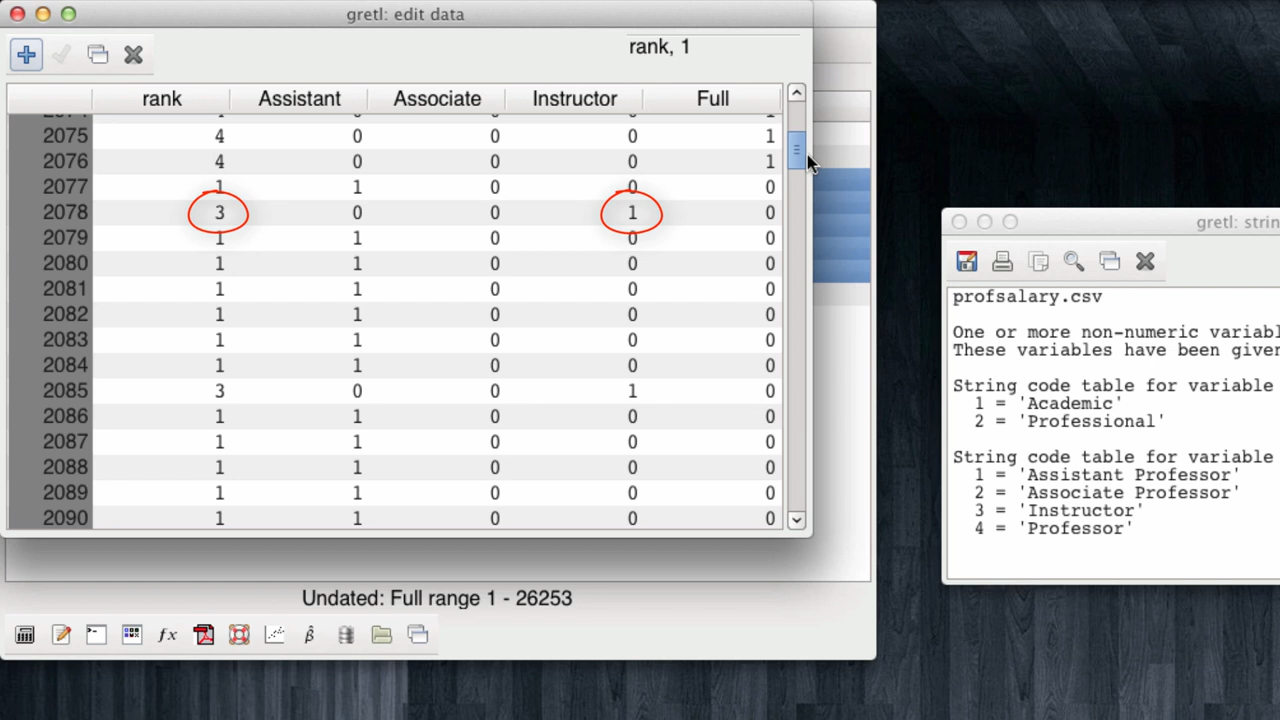 gretl: edit data
rank, 1
rank Assistant Associate Instructor Full
2075 4 0 0 0 1
2076 4 0 0 0 1
2077 1 1 0 0 0
2078 3 0 0 1 0
2079 1 1 0 0 0
2080 1 1 0 0 0
2081 1 1 0 0 0
2082 1 1 0 0 0
2083 1 1 0 0 0
2084 1 1 0 0 0
2085 3 0 0 1 0
2086 1 1 0 0 0
2087 1 1 0 0 0
2088 1 1 0 0 0
2089 1 1 0 0 0
2090 1 1 0 0 0
Undated: Full range 1 - 26253
fx
β̂
gretl: strin
profsalary.csv
One or more non-numeric variabl
These variables have been given
String code table for variable
1 = 'Academic'
2 = 'Professional'
String code table for variable
1 = 'Assistant Professor'
2 = 'Associate Professor'
3 = 'Instructor'
4 = 'Professor'